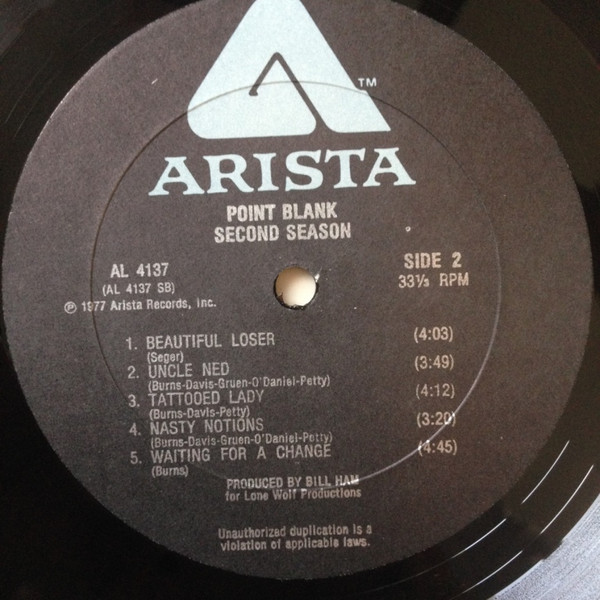 TM
ARISTA
POINT BLANK
SECOND SEASON
AL 4137
SIDE 2
(AL 4137 SB)
33⅓ RPM
℗ 1977 Arista Records, Inc.
1. BEAUTIFUL LOSER (4:03)
(Seger)
2. UNCLE NED (3:49)
(Burns-Davis-Gruen-O'Daniel-Petty)
3. TATTOOED LADY (4:12)
(Burns-Davis-Petty)
4. NASTY NOTIONS (3:20)
(Burns-Davis-Gruen-O'Daniel-Petty)
5. WAITING FOR A CHANGE (4:45)
(Burns)
PRODUCED BY BILL HAM
for Lone Wolf Productions
Unauthorized duplication is a
violation of applicable laws.